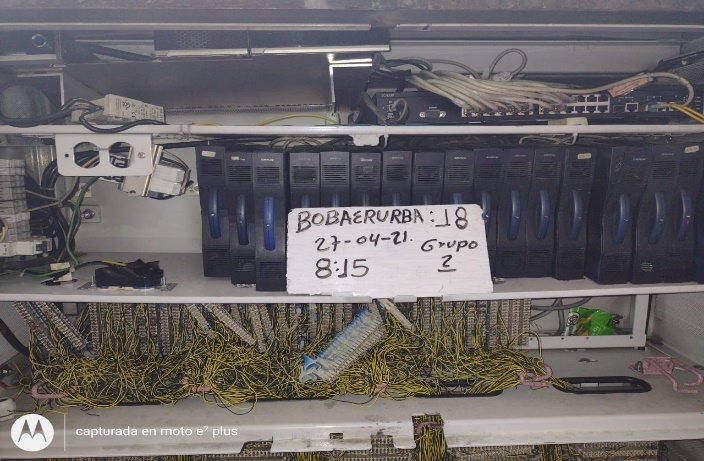 BOBAERURBA:18
27-04-21.
Grupo
8:15
2
capturada en moto e⁷ plus